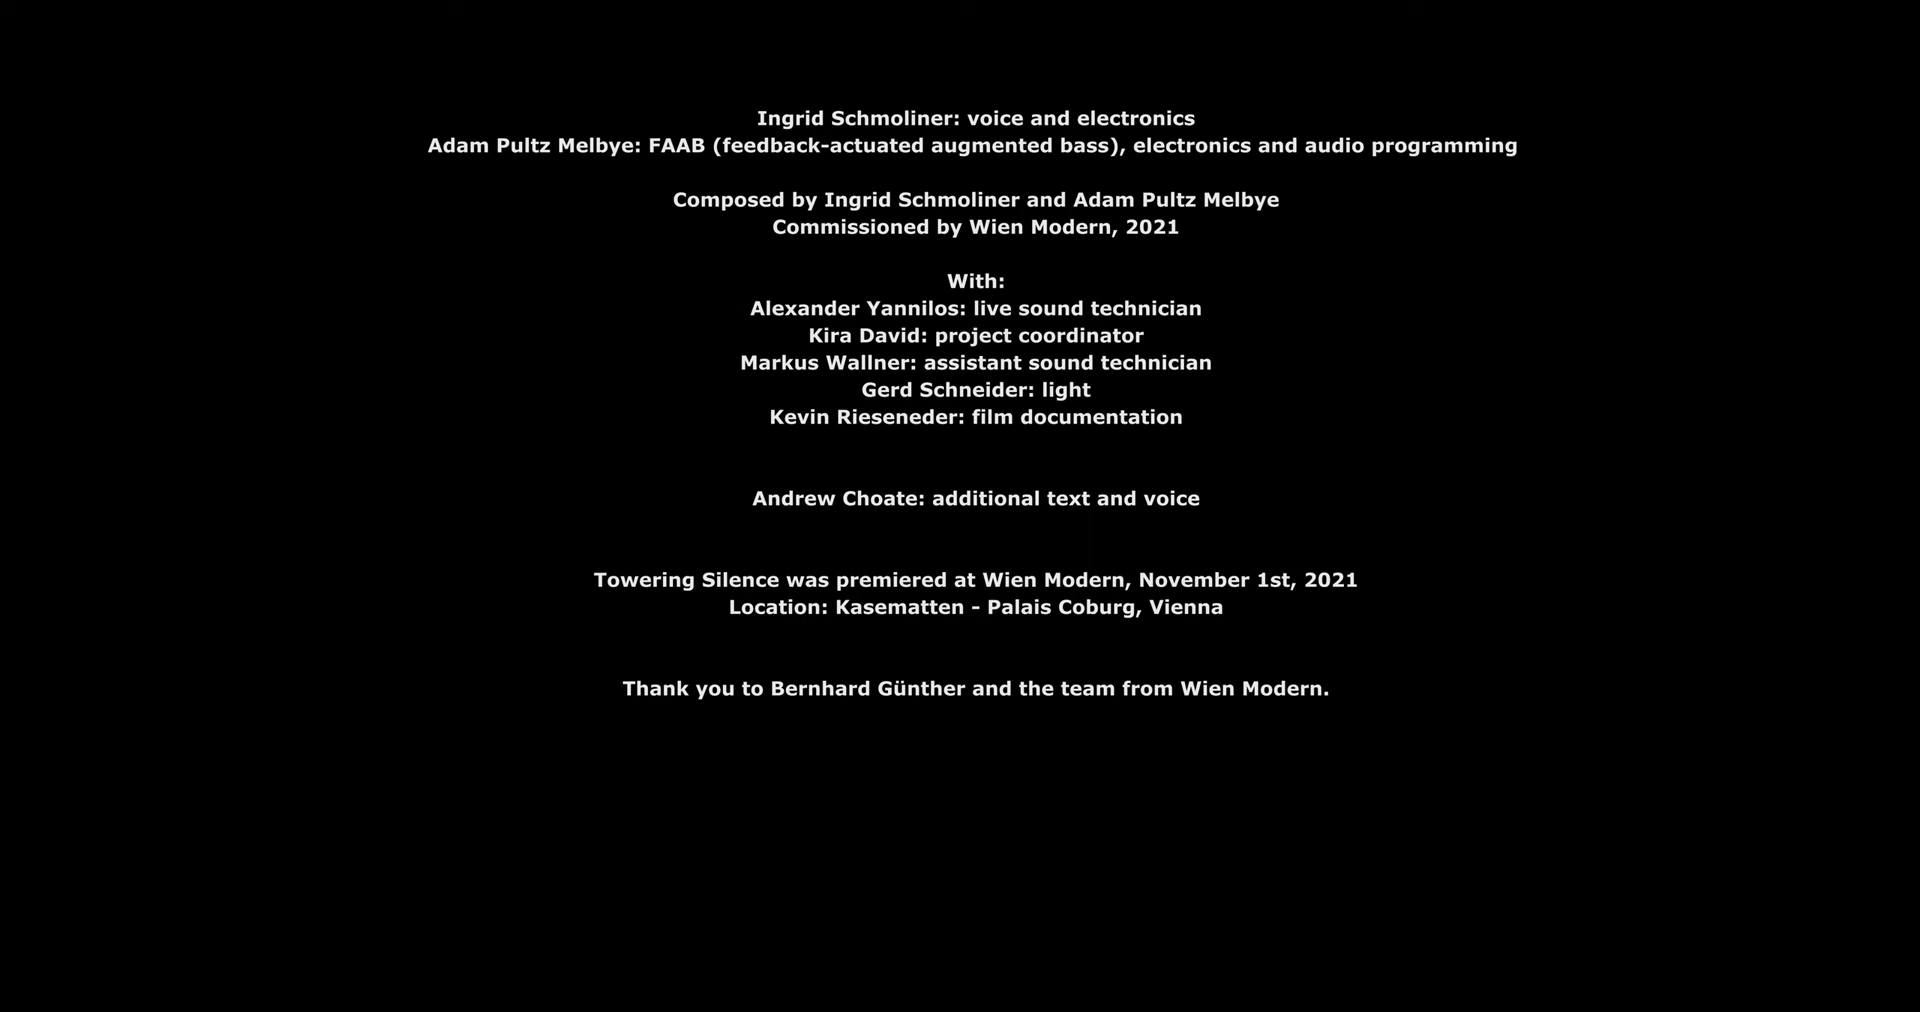 Ingrid Schmoliner: voice and electronics
Adam Pultz Melbye: FAAB (feedback-actuated augmented bass), electronics and audio programming
Composed by Ingrid Schmoliner and Adam Pultz Melbye
Commissioned by Wien Modern, 2021
With:
Alexander Yannilos: live sound technician
Kira David: project coordinator
Markus Wallner: assistant sound technician
Gerd Schneider: light
Kevin Rieseneder: film documentation
Andrew Choate: additional text and voice
Towering Silence was premiered at Wien Modern, November 1st, 2021
Location: Kasematten - Palais Coburg, Vienna
Thank you to Bernhard Günther and the team from Wien Modern.